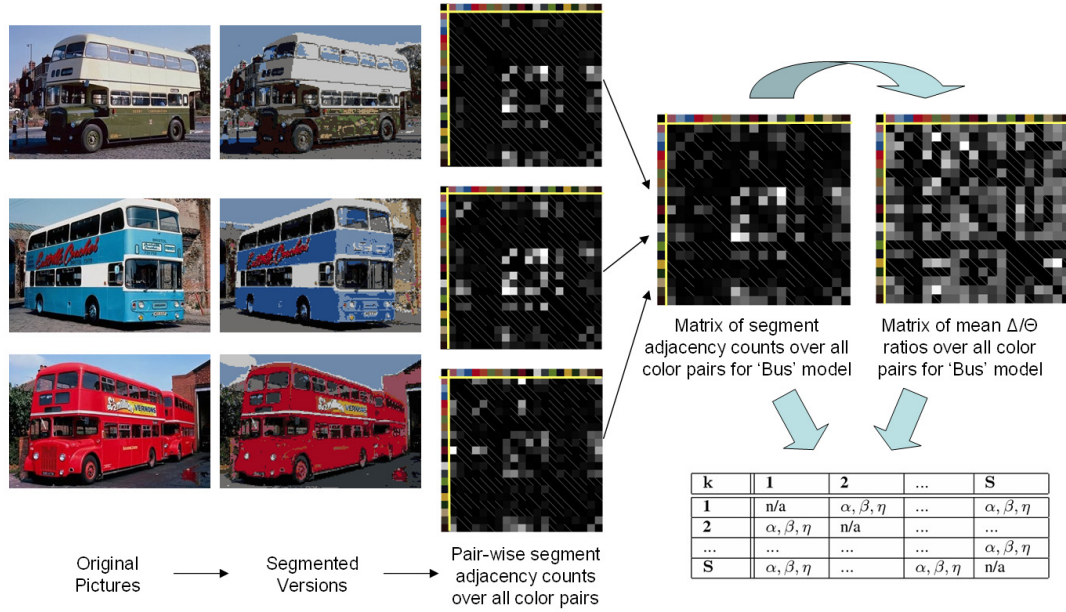 Matrix of segment
adjacency counts over all
color pairs for ‘Bus’ model
Matrix of mean Δ/Θ
ratios over all color
pairs for ‘Bus’ model
k 1 2 ... S
1 n/a α, β, η ... α, β, η
2 α, β, η n/a ... ...
... ... ... ... α, β, η
S α, β, η ... α, β, η n/a
Original
Pictures
Segmented
Versions
Pair-wise segment
adjacency counts
over all color pairs
VERNONS